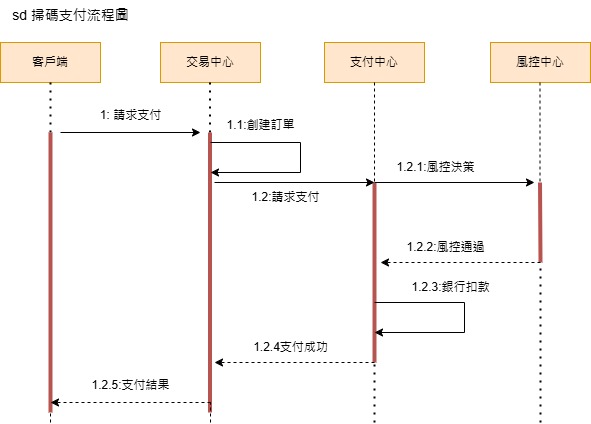 sd 掃碼支付流程圖
客戶端
交易中心
支付中心
風控中心
1: 請求支付
1.1:創建訂單
1.2.1:風控決策
1.2:請求支付
1.2.2:風控通過
1.2.3:銀行扣款
1.2.4支付成功
1.2.5:支付結果